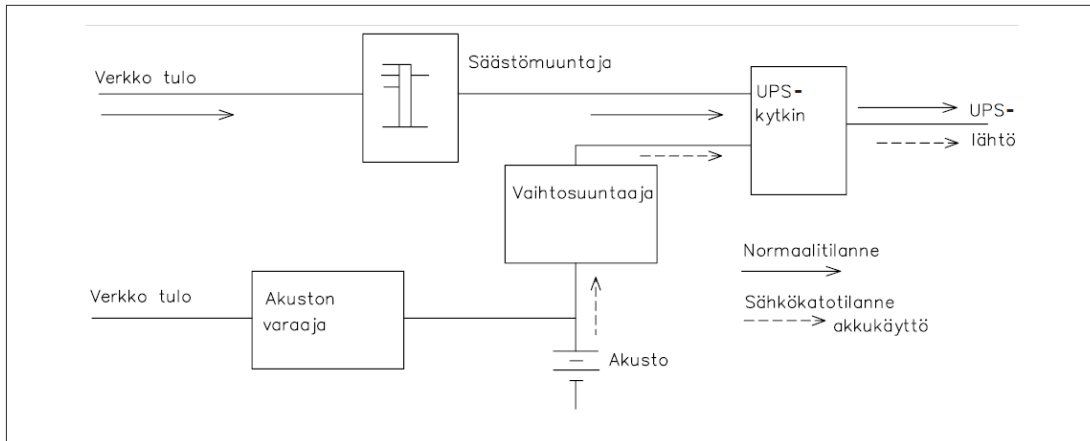 Verkko tulo
Säästömuuntaja
UPS-
kytkin
UPS-
lähtö
Vaihtosuuntaaja
Normaalitilanne
Verkko tulo
Akuston
varaaja
Sähkökatotilanne
akkukäyttö
Akusto